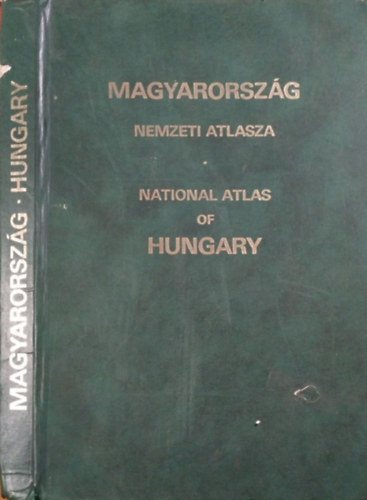 MAGYARORSZÁG
NEMZETI ATLASZA
•
NATIONAL ATLAS
OF
HUNGARY
MAGYARORSZÁG • HUNGARY